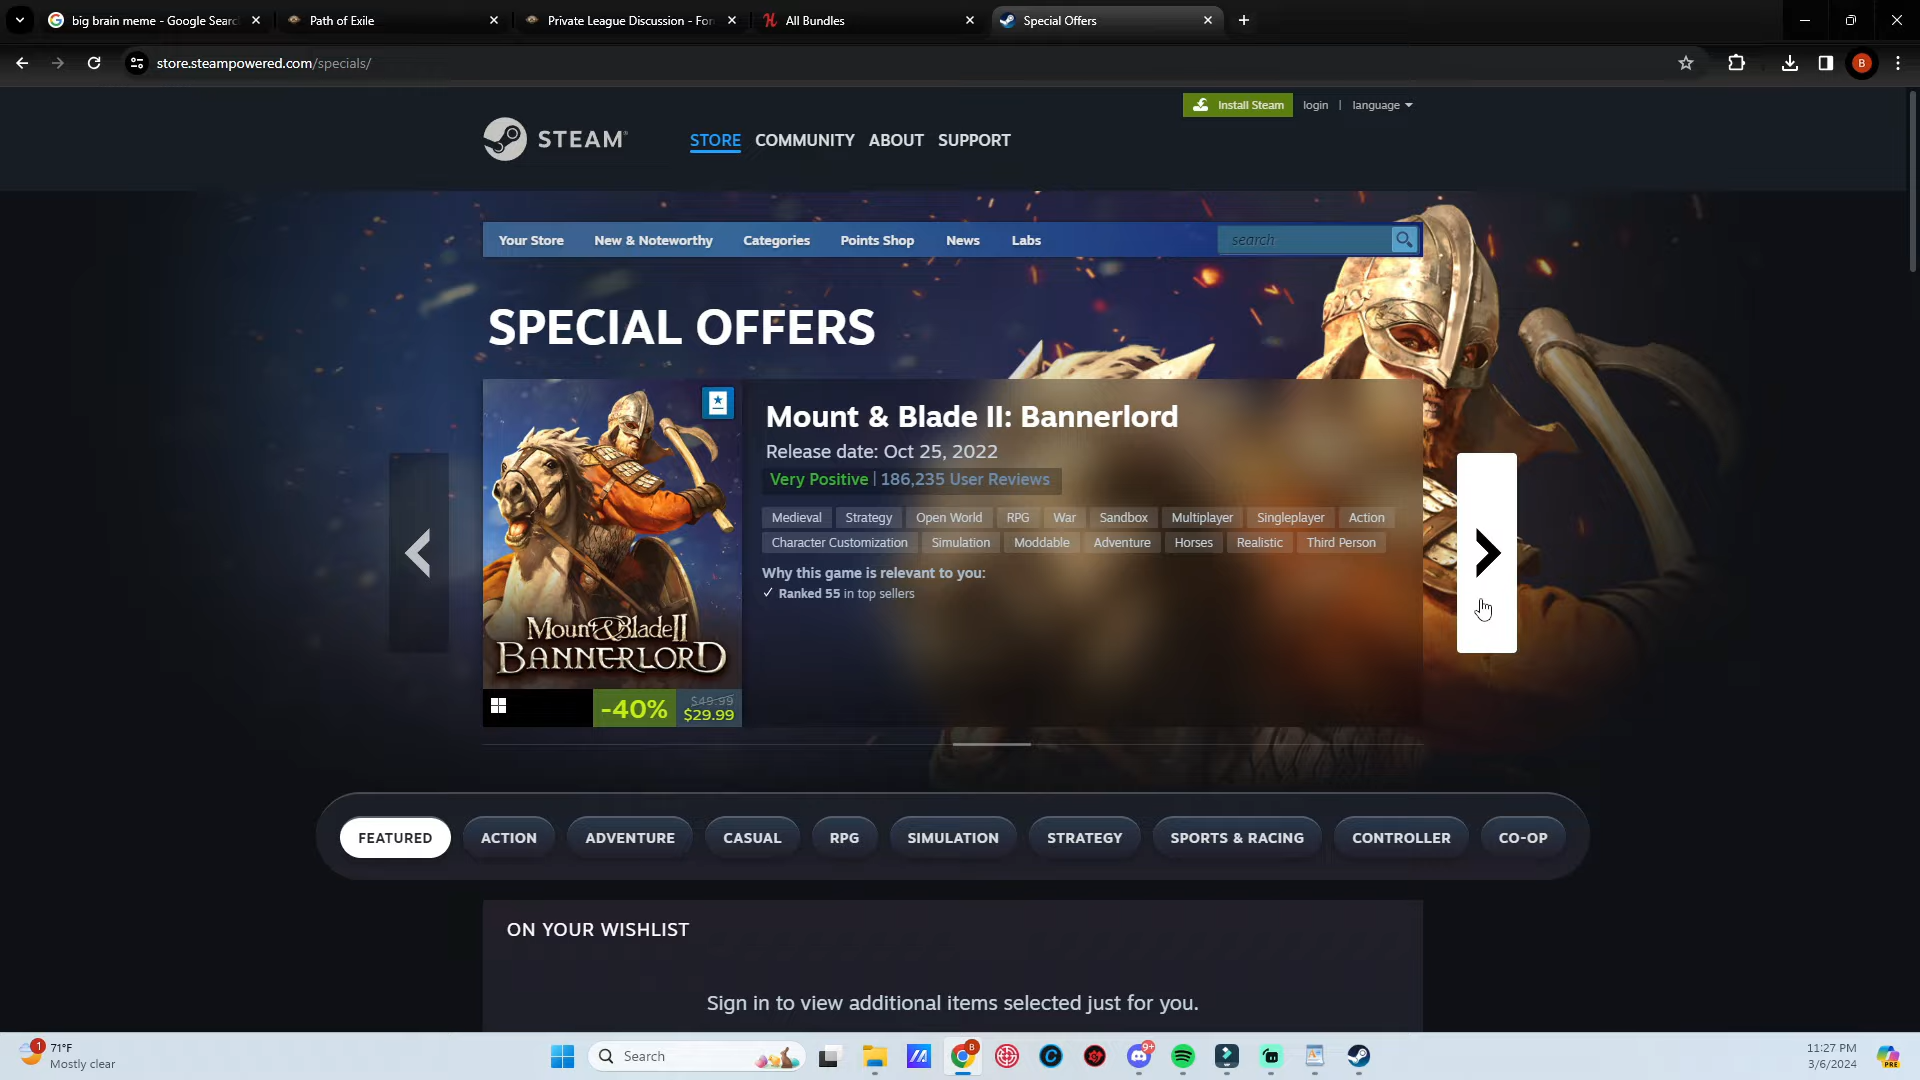 big brain meme - Google Searc
Path of Exile
Private League Discussion - For
All Bundles
Special Offers
store.steampowered.com/specials/
B
Install Steam
login | language
STEAM
STORE COMMUNITY ABOUT SUPPORT
Your Store New & Noteworthy Categories Points Shop News Labs
search
SPECIAL OFFERS
Mount & Blade II: Bannerlord
Release date: Oct 25, 2022
Very Positive | 186,235 User Reviews
Medieval Strategy Open World RPG War Sandbox Multiplayer Singleplayer Action
Character Customization Simulation Moddable Adventure Horses Realistic Third Person
Why this game is relevant to you:
✓ Ranked 55 in top sellers
Mount & Blade II
BANNERLORD
-40%
$49.99
$29.99
FEATURED ACTION ADVENTURE CASUAL RPG SIMULATION STRATEGY SPORTS & RACING CONTROLLER CO-OP
ON YOUR WISHLIST
Sign in to view additional items selected just for you.
1
71°F
Mostly clear
Search
B
9+
11:27 PM
3/6/2024
PRE